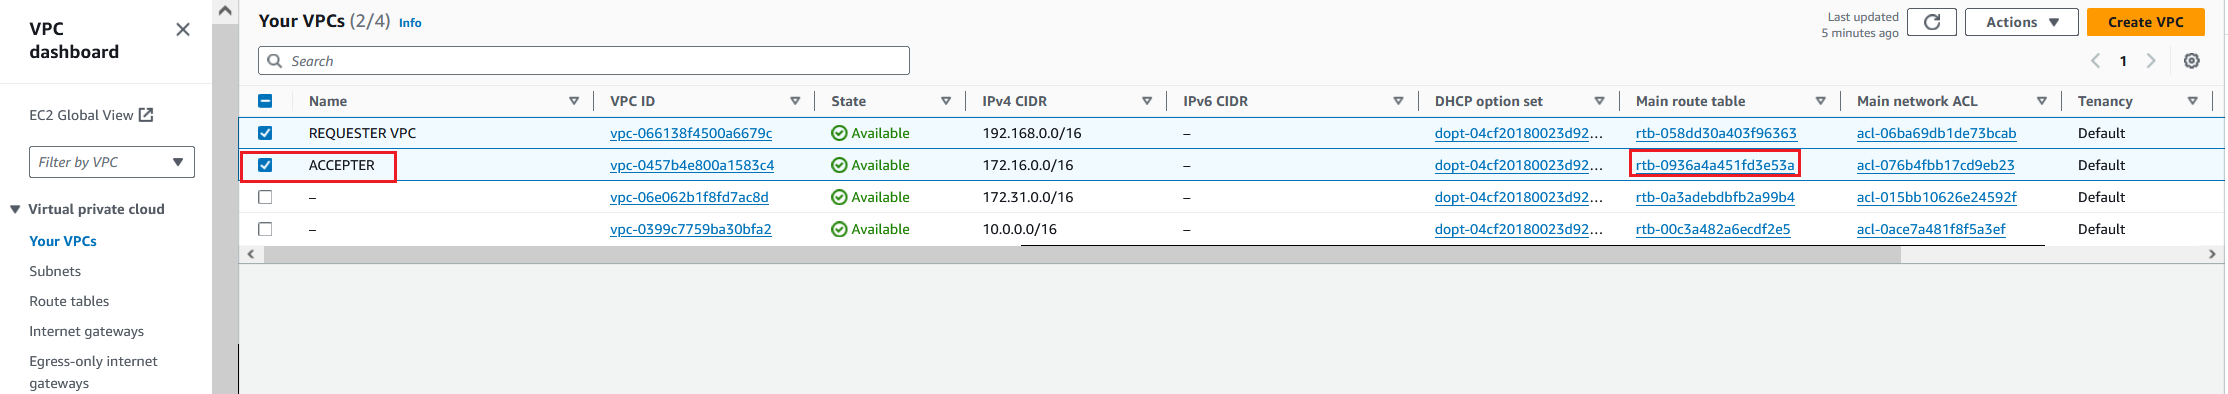 VPC dashboard
EC2 Global View
Filter by VPC
Virtual private cloud
Your VPCs
Subnets
Route tables
Internet gateways
Egress-only internet gateways
Your VPCs (2/4) Info
Last updated 5 minutes ago
Actions
Create VPC
Search
1
Name VPC ID State IPv4 CIDR IPv6 CIDR DHCP option set Main route table Main network ACL Tenancy
REQUESTER VPC vpc-066138f4500a6679c Available 192.168.0.0/16 – dopt-04cf20180023d92... rtb-058dd30a403f96363 acl-06ba69db1de73bcab Default
ACCEPTER vpc-0457b4e800a1583c4 Available 172.16.0.0/16 – dopt-04cf20180023d92... rtb-0936a4a451fd3e53a acl-076b4fbb17cd9eb23 Default
– vpc-06e062b1f8fd7ac8d Available 172.31.0.0/16 – dopt-04cf20180023d92... rtb-0a3adebdbfb2a99b4 acl-015bb10626e24592f Default
– vpc-0399c7759ba30bfa2 Available 10.0.0.0/16 – dopt-04cf20180023d92... rtb-00c3a482a6ecdf2e5 acl-0ace7a481f8f5a3ef Default